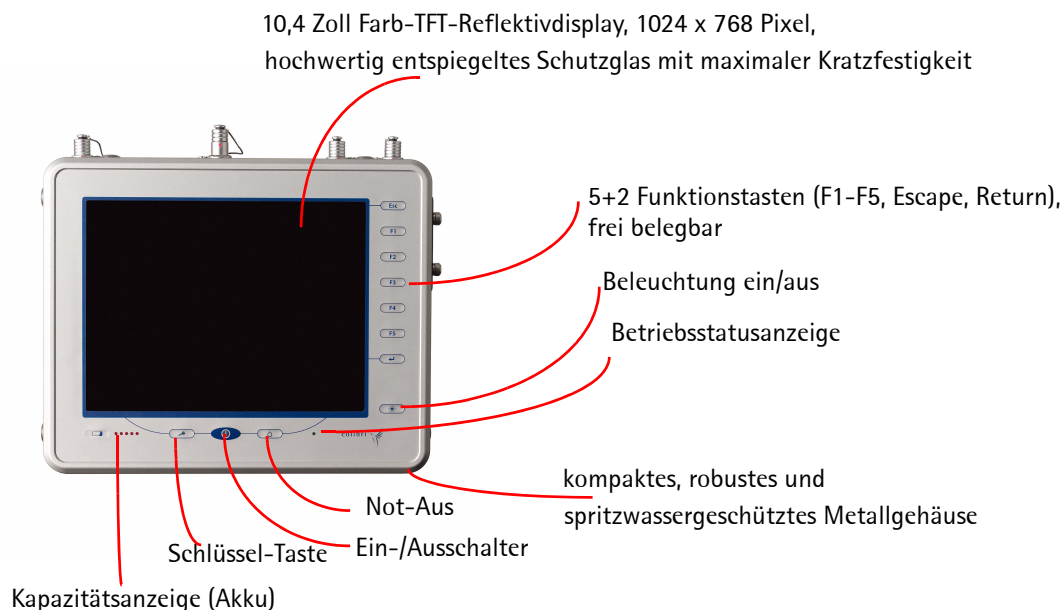 10,4 Zoll Farb-TFT-Reflektivdisplay, 1024 x 768 Pixel,
hochwertig entspiegeltes Schutzglas mit maximaler Kratzfestigkeit
Esc
F1
F2
F3
F4
F5
5+2 Funktionstasten (F1-F5, Escape, Return),
frei belegbar
Beleuchtung ein/aus
Betriebsstatusanzeige
colibri
kompaktes, robustes und
spritzwassergeschütztes Metallgehäuse
Not-Aus
Ein-/Ausschalter
Schlüssel-Taste
Kapazitätsanzeige (Akku)